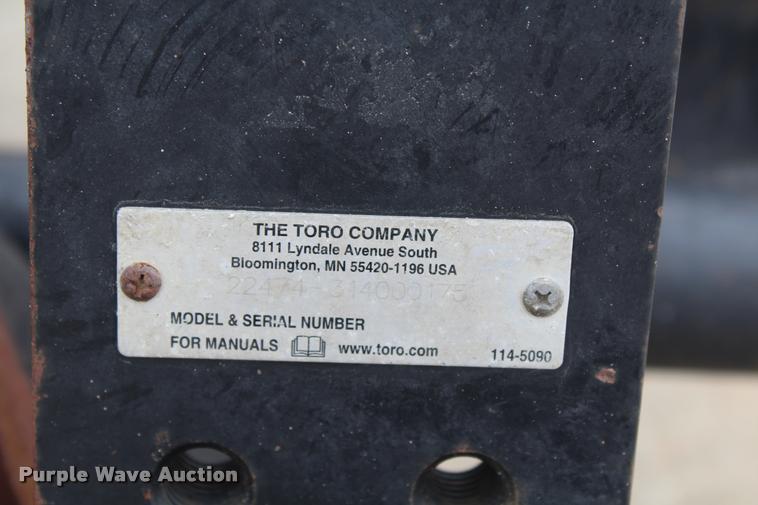 THE TORO COMPANY
8111 Lyndale Avenue South
Bloomington, MN 55420-1196 USA
22474-314000175
MODEL & SERIAL NUMBER
FOR MANUALS www.toro.com 114-5090
Purple Wave Auction